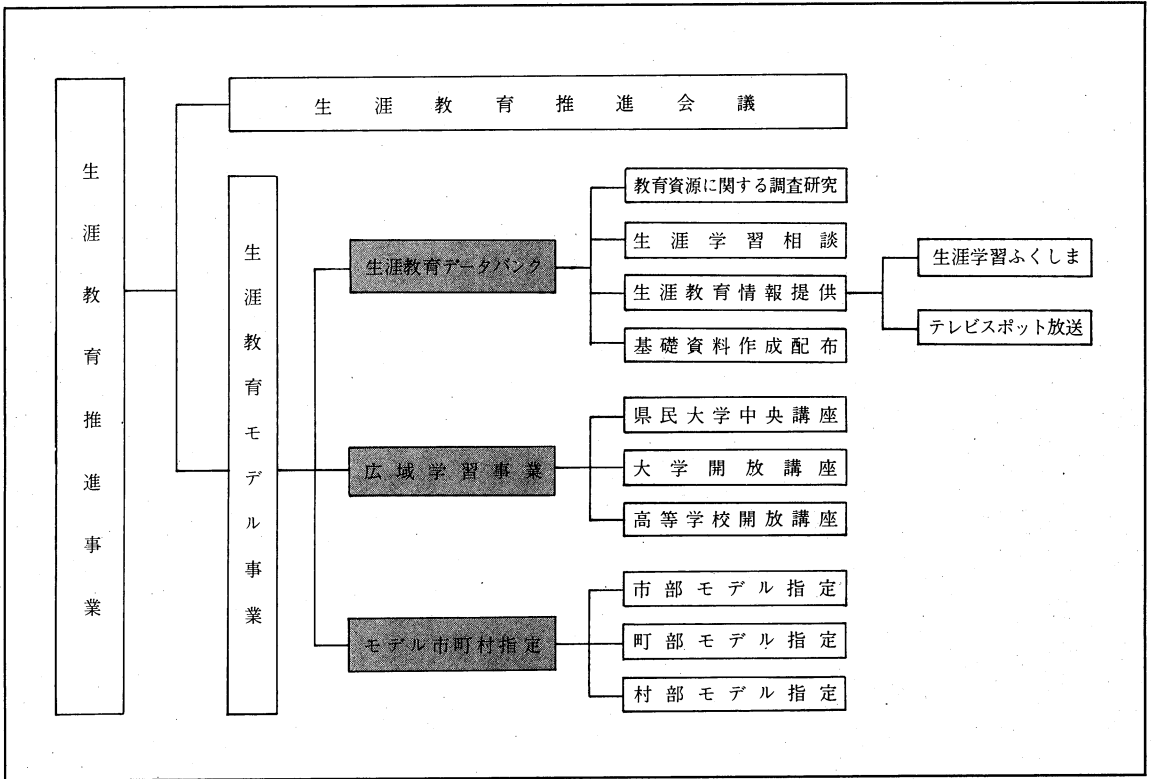 生涯教育推進事業
生涯教育推進会議
生涯教育モデル事業
生涯教育データバンク
教育資源に関する調査研究
生涯学習相談
生涯教育情報提供
生涯学習ふくしま
テレビスポット放送
基礎資料作成配布
広域学習事業
県民大学中央講座
大学開放講座
高等学校開放講座
モデル市町村指定
市部モデル指定
町部モデル指定
村部モデル指定